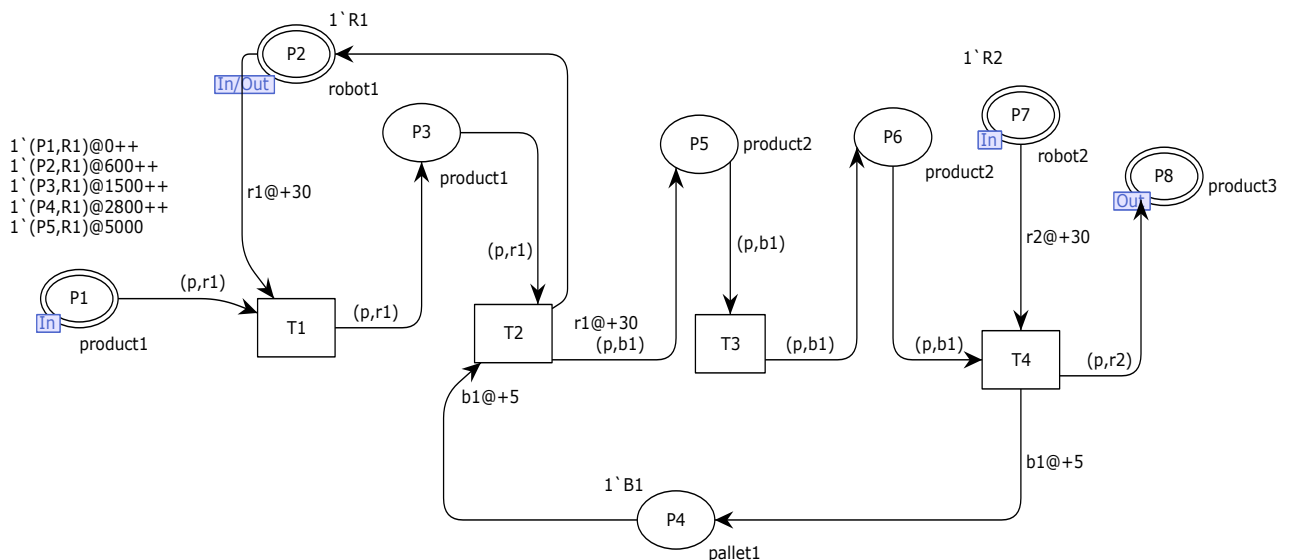 1`R1
P2
In/Out
robot1
1`(P1,R1)@0++
1`(P2,R1)@600++
1`(P3,R1)@1500++
1`(P4,R1)@2800++
1`(P5,R1)@5000
P1
In
product1
(p,r1)
r1@+30
T1
(p,r1)
P3
product1
(p,r1)
T2
r1@+30
(p,b1)
b1@+5
P5
product2
(p,b1)
T3
(p,b1)
P6
product2
(p,b1)
1`R2
P7
In
robot2
r2@+30
T4
(p,r2)
P8
Out
product3
b1@+5
1`B1
P4
pallet1